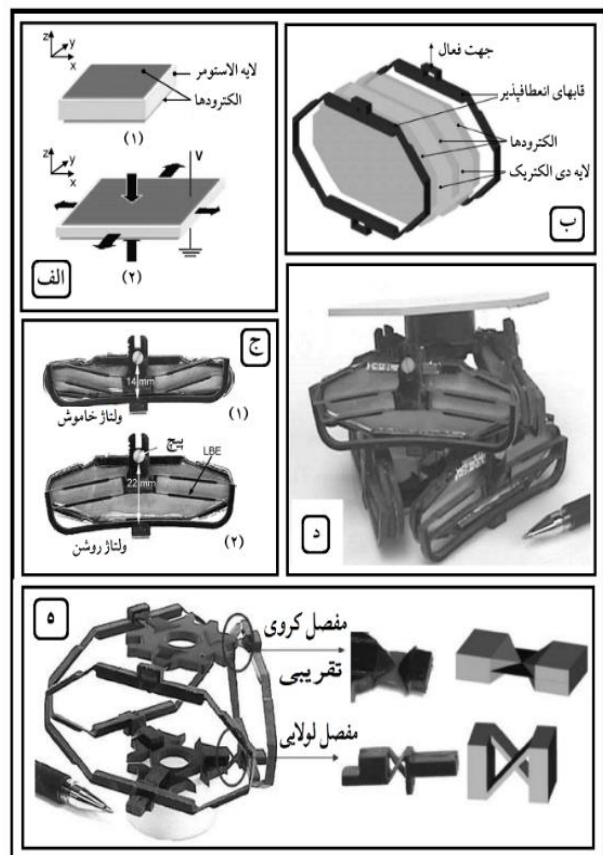 z
y
x
لایه الاستومر
الکترودها
(۱)
z
y
x
V
(۲)
الف
جهت فعال
قابهای انعطافپذیر
الکترودها
لایه دی الکتریک
ب
ج
14 mm
ولتاژ خاموش
(۱)
پیچ
LBE
22 mm
ولتاژ روشن
(۲)
د
۵
مفصل کروی
تقریبی
مفصل لولایی